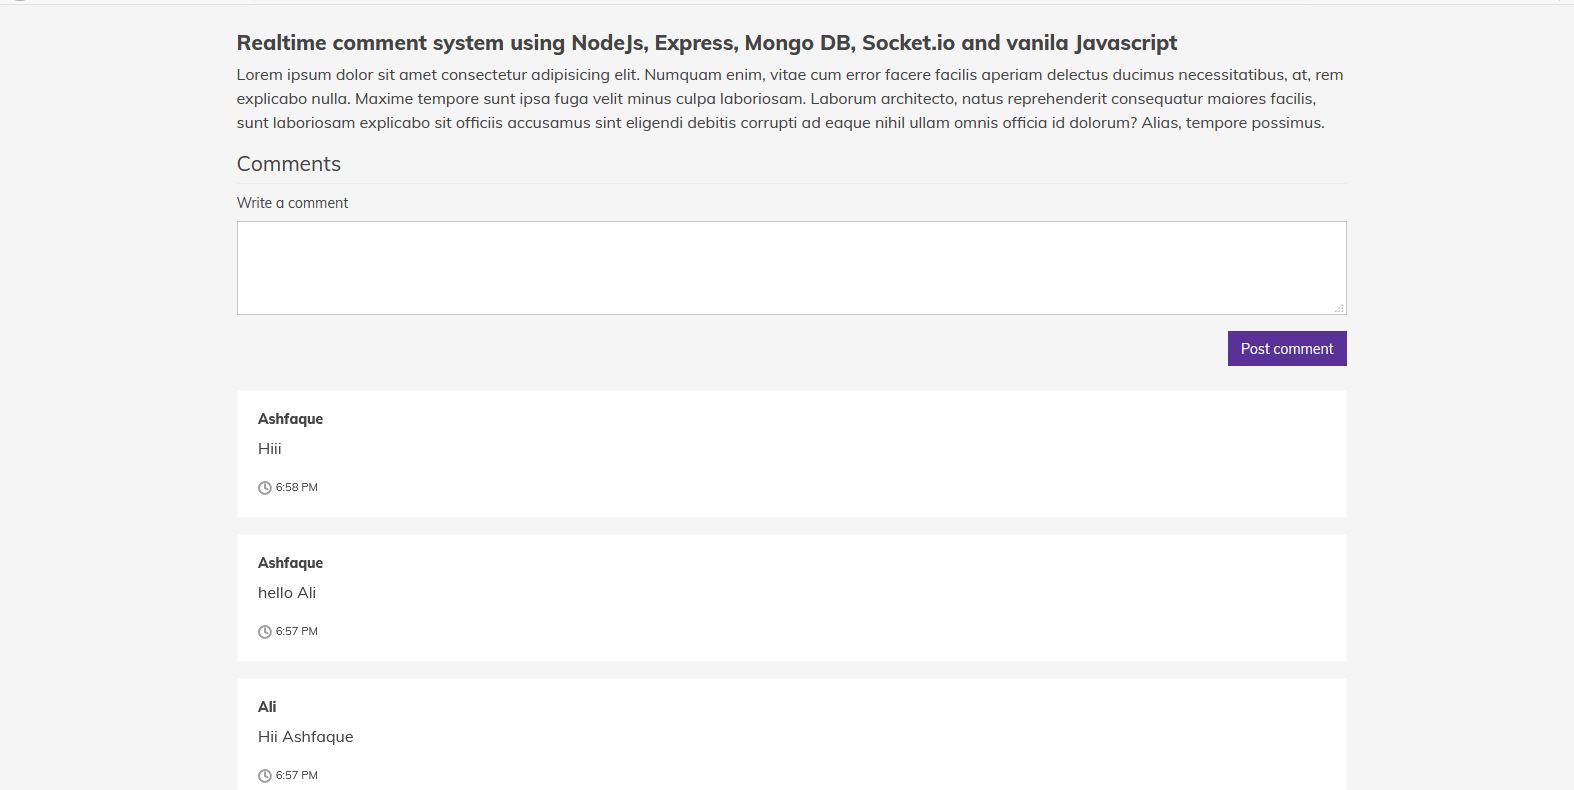 Realtime comment system using NodeJs, Express, Mongo DB, Socket.io and vanila Javascript
Lorem ipsum dolor sit amet consectetur adipisicing elit. Numquam enim, vitae cum error facere facilis aperiam delectus ducimus necessitatibus, at, rem
explicabo nulla. Maxime tempore sunt ipsa fuga velit minus culpa laboriosam. Laborum architecto, natus reprehenderit consequatur maiores facilis,
sunt laboriosam explicabo sit officiis accusamus sint eligendi debitis corrupti ad eaque nihil ullam omnis officia id dolorum? Alias, tempore possimus.
Comments
Write a comment
Post comment
Ashfaque
Hiii
6:58 PM
Ashfaque
hello Ali
6:57 PM
Ali
Hii Ashfaque
6:57 PM